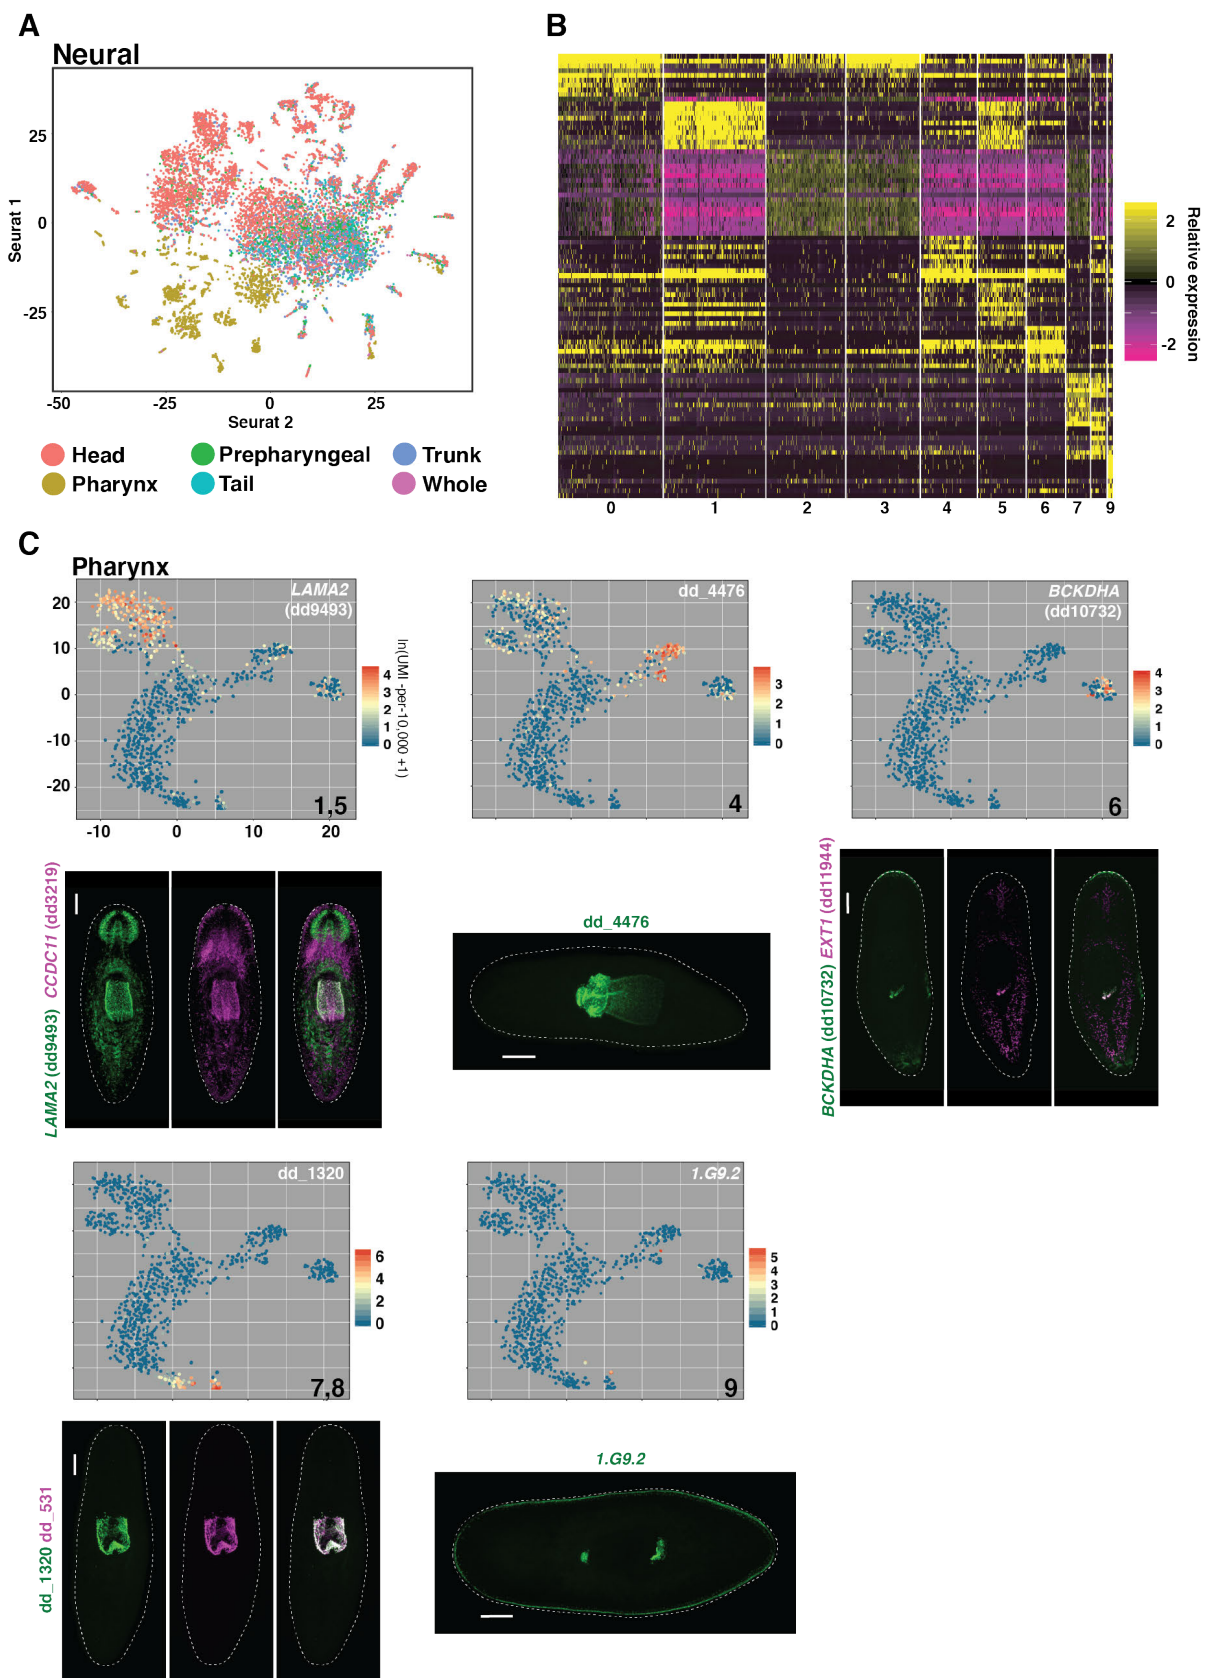 A
Neural
25
0
-25
-50
-25
0
25
Seurat 1
Seurat 2
Head
Prepharyngeal
Trunk
Pharynx
Tail
Whole
B
0
1
2
3
4
5
6
7
9
2
0
-2
Relative expression
C
Pharynx
LAMA2
(dd9493)
20
10
0
-10
-20
-10
0
10
20
1,5
4
3
2
1
0
ln(UMI -per-10,000 +1)
dd_4476
4
3
2
1
0
BCKDHA
(dd10732)
6
4
3
2
1
0
LAMA2 (dd9493) CCDC11 (dd3219)
dd_4476
BCKDHA (dd10732) EXT1 (dd11944)
dd_1320
7,8
6
4
2
0
1.G9.2
9
5
4
3
2
1
0
dd_1320 dd_531
1.G9.2